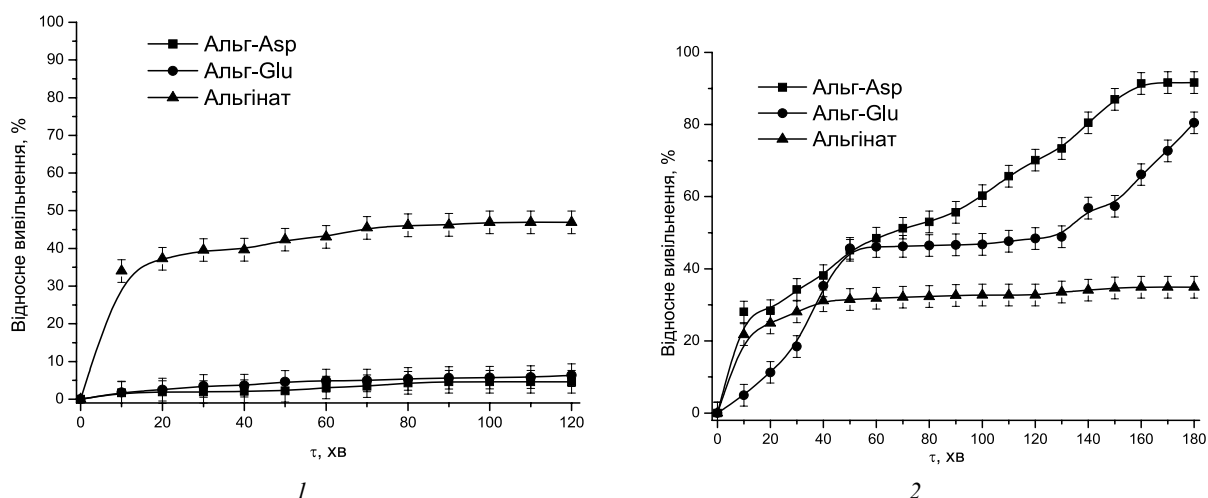 100
90
80
70
60
50
40
30
20
10
0
Відносне вивільнення, %
Альг-Asp
Альг-Glu
Альгінат
0 20 40 60 80 100 120
τ, хв
1
100
80
60
40
20
0
Відносне вивільнення, %
Альг-Asp
Альг-Glu
Альгінат
0 20 40 60 80 100 120 140 160 180
τ, хв
2